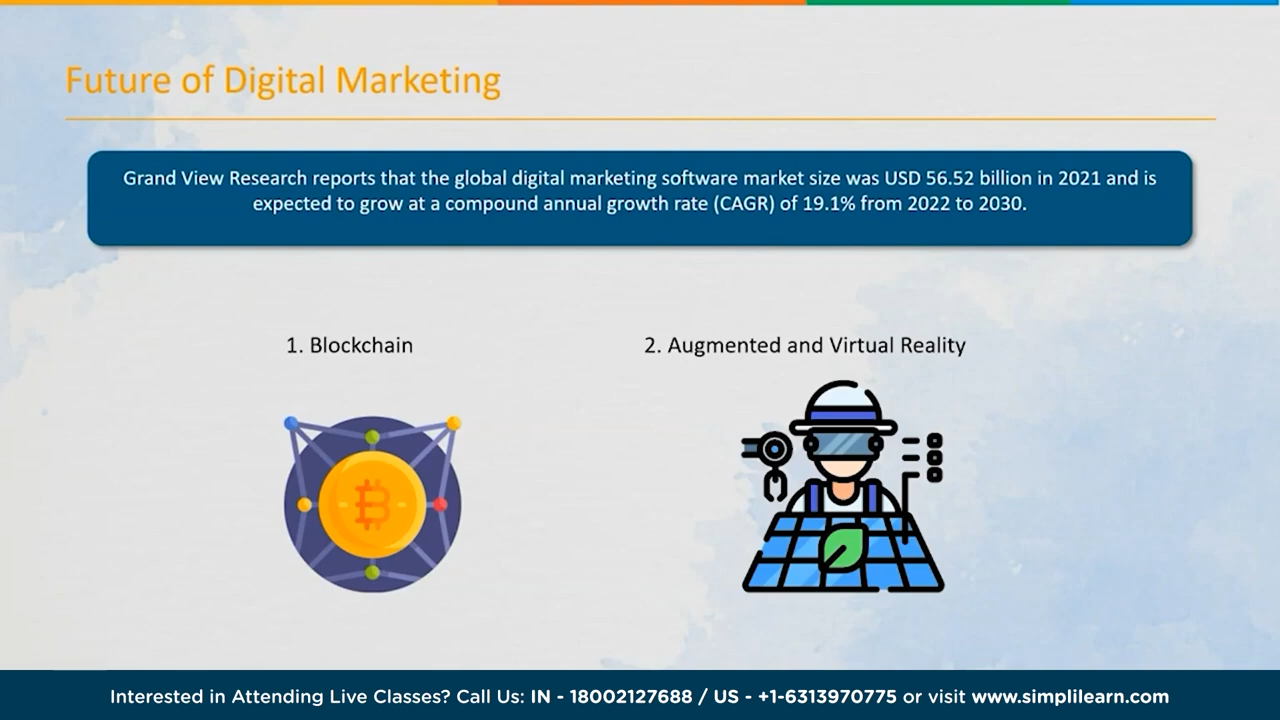 Future of Digital Marketing
Grand View Research reports that the global digital marketing software market size was USD 56.52 billion in 2021 and is
expected to grow at a compound annual growth rate (CAGR) of 19.1% from 2022 to 2030.
1. Blockchain
2. Augmented and Virtual Reality
Interested in Attending Live Classes? Call Us: IN - 18002127688 / US - +1-6313970775 or visit www.simplilearn.com